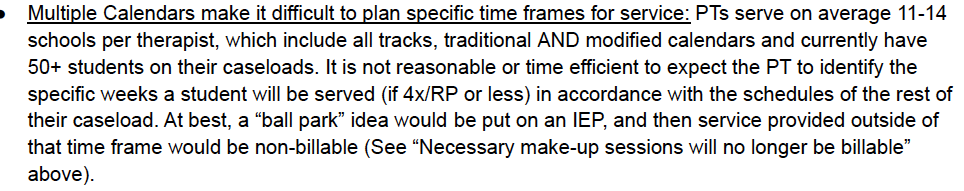 • Multiple Calendars make it difficult to plan specific time frames for service: PTs serve on average 11-14
schools per therapist, which include all tracks, traditional AND modified calendars and currently have
50+ students on their caseloads. It is not reasonable or time efficient to expect the PT to identify the
specific weeks a student will be served (if 4x/RP or less) in accordance with the schedules of the rest of
their caseload. At best, a “ball park” idea would be put on an IEP, and then service provided outside of
that time frame would be non-billable (See “Necessary make-up sessions will no longer be billable”
above).